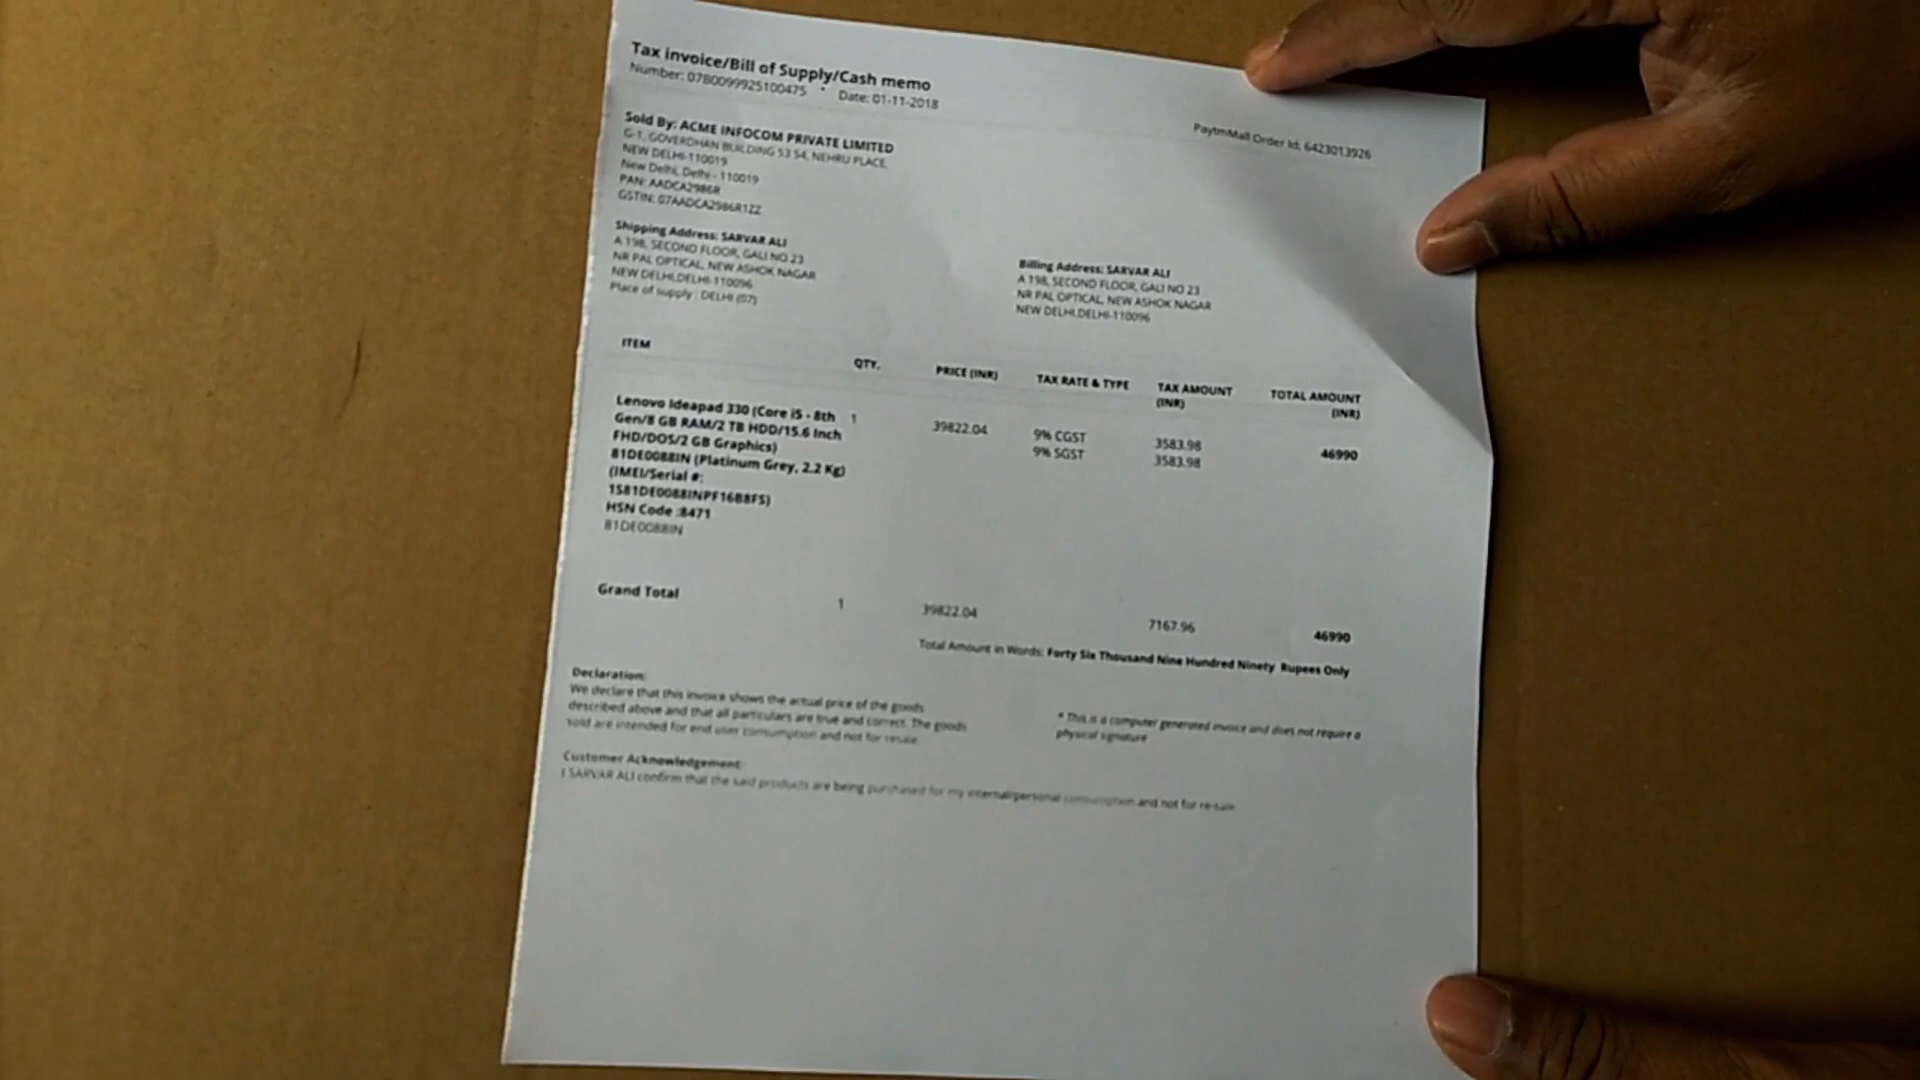 Tax invoice/Bill of Supply/Cash memo
Number: 07B0099925100475 * Date: 01-11-2018
PaytmMall Order Id: 6423013926
Sold By: ACME INFOCOM PRIVATE LIMITED
G-1, GOVERDHAN BUILDING 53 54, NEHRU PLACE,
NEW DELHI-110019
New Delhi, Delhi - 110019
PAN: AADCA2986R
GSTIN: 07AADCA2986R1ZZ
Shipping Address: SARVAR ALI
A 198, SECOND FLOOR, GALI NO 23
NR PAL OPTICAL, NEW ASHOK NAGAR
NEW DELHI,DELHI-110096
Place of supply : DELHI (07)
Billing Address: SARVAR ALI
A 198, SECOND FLOOR, GALI NO 23
NR PAL OPTICAL, NEW ASHOK NAGAR
NEW DELHI,DELHI-110096
ITEM QTY. PRICE (INR) TAX RATE & TYPE TAX AMOUNT (INR) TOTAL AMOUNT (INR)
Lenovo Ideapad 330 (Core i5 - 8th 1 39822.04 9% CGST 3583.98 46990
Gen/8 GB RAM/2 TB HDD/15.6 Inch 9% SGST 3583.98
FHD/DOS/2 GB Graphics)
81DE0088IN (Platinum Grey, 2.2 Kg)
(IMEI/Serial #:
1S81DE0088INPF16B8FS)
HSN Code :8471
81DE0088IN
Grand Total 1 39822.04 7167.96 46990
Total Amount in Words: Forty Six Thousand Nine Hundred Ninety Rupees Only
Declaration:
We declare that this invoice shows the actual price of the goods
described above and that all particulars are true and correct. The goods
sold are intended for end user consumption and not for resale.
* This is a computer generated invoice and does not require a
physical signature
Customer Acknowledgement:
I SARVAR ALI confirm that the said products are being purchased for my internal/personal consumption and not for re-sale.